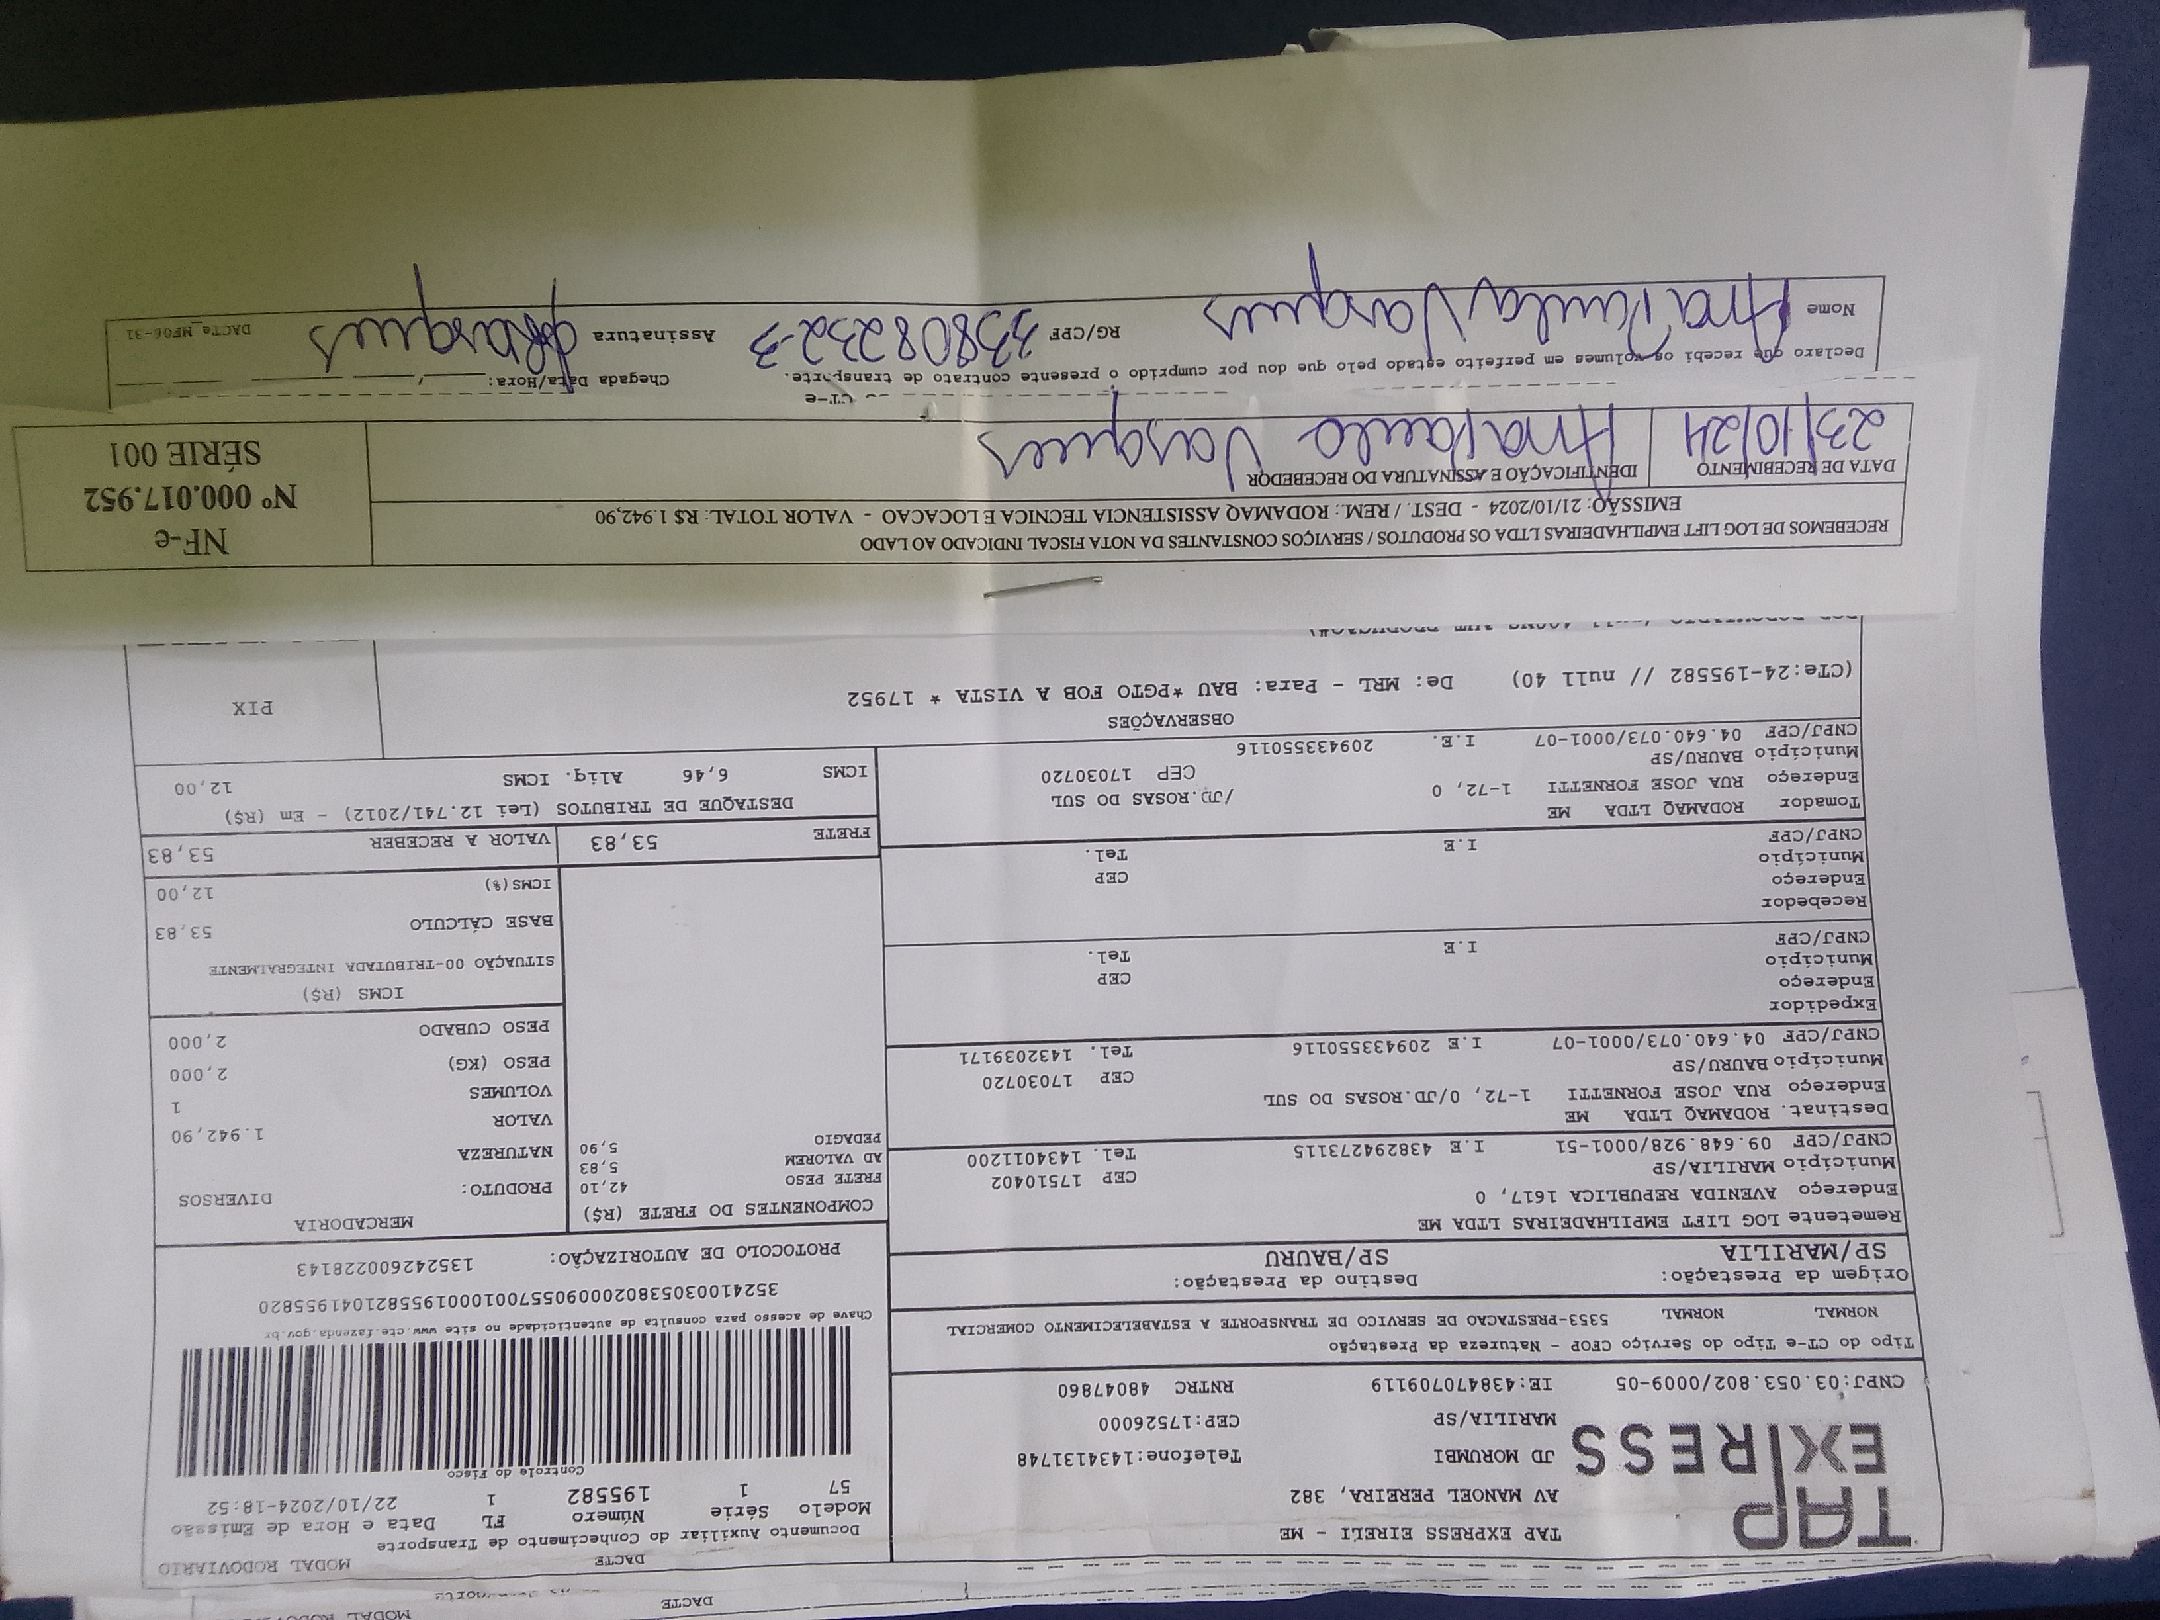 DACTE
MODAL RODOVIARIO
DACTE
MODAL RODOVIARIO
Documento Auxiliar do Conhecimento de Transporte
Modelo Série Número FL Data e Hora de Emissão
57 1 195582 1 22/10/2024-18:52
Controle do Fisco
TAP EXPRESS
TAP EXPRESS EIRELI - ME
AV MANOEL PEREIRA, 382
JD MORUMBI Telefone:1434131748
MARILIA/SP CEP:17526000
CNPJ:03.053.802/0009-05 IE:438470709119 RNTRC 48047860
Tipo do CT-e Tipo do Serviço CFOP - Natureza da Prestação
NORMAL NORMAL 5353-PRESTACAO DE SERVICO DE TRANSPORTE A ESTABELECIMENTO COMERCIAL
Chave de acesso para consulta de autenticidade no site www.cte.fazenda.gov.br
35241003053802000905570010001955821041955820
PROTOCOLO DE AUTORIZAÇÃO: 135242600228143
Origem da Prestação: Destino da Prestação:
SP/MARILIA SP/BAURU
Remetente LOG LIFT EMPILHADEIRAS LTDA ME
Endereço AVENIDA REPUBLICA 1617, 0
Município MARILIA/SP CEP 17510402
CNPJ/CPF 09.648.928/0001-51 I.E 438294273115 Tel. 1434011200
Destinat. RODAMAQ LTDA ME
Endereço RUA JOSE FORNETTI 1-72, 0/JD.ROSAS DO SUL
Município BAURU/SP CEP 17030720
CNPJ/CPF 04.640.073/0001-07 I.E 209433550116 Tel. 1432039171
Expedidor
Endereço
Município CEP
CNPJ/CPF I.E Tel.
Recebedor
Endereço
Município CEP
CNPJ/CPF I.E Tel.
Tomador RODAMAQ LTDA ME
Endereço RUA JOSE FORNETTI 1-72, 0 /JD.ROSAS DO SUL
Município BAURU/SP CEP 17030720
CNPJ/CPF 04.640.073/0001-07 I.E. 209433550116
COMPONENTES DO FRETE (R$)
FRETE PESO 42,10
AD VALOREM 5,83
PEDAGIO 5,90
MERCADORIA
PRODUTO: DIVERSOS
NATUREZA
VALOR 1.942,90
VOLUMES 1
PESO (KG) 2,000
PESO CUBADO 2,000
ICMS (R$)
SITUAÇÃO 00-TRIBUTADA INTEGRALMENTE
BASE CÁLCULO 53,83
ICMS(%) 12,00
FRETE 53,83 VALOR A RECEBER 53,83
DESTAQUE DE TRIBUTOS (Lei 12.741/2012) - Em (R$)
ICMS 6,46 Aliq. ICMS 12,00
OBSERVAÇÕES
(CTe:24-195582 // null 40) De: MRL - Para: BAU *PGTO FOB A VISTA * 17952
PIX
RECEBEMOS DE LOG LIFT EMPILHADEIRAS LTDA OS PRODUTOS / SERVIÇOS CONSTANTES DA NOTA FISCAL INDICADO AO LADO
EMISSÃO: 21/10/2024 - DEST. / REM.: RODAMAQ ASSISTENCIA TECNICA E LOCACAO - VALOR TOTAL: R$ 1.942,90
DATA DE RECEBIMENTO IDENTIFICAÇÃO E ASSINATURA DO RECEBEDOR
23/10/24 Ana Paula Vasques
NF-e
Nº 000.017.952
SÉRIE 001
CT-e
Declaro que recebi os volumes em perfeito estado pelo que dou por cumprido o presente contrato de transporte. Chegada Data/Hora:
Nome Ana Paula Vasques RG/CPF 33808232-3 Assinatura
DACTe MF06-31